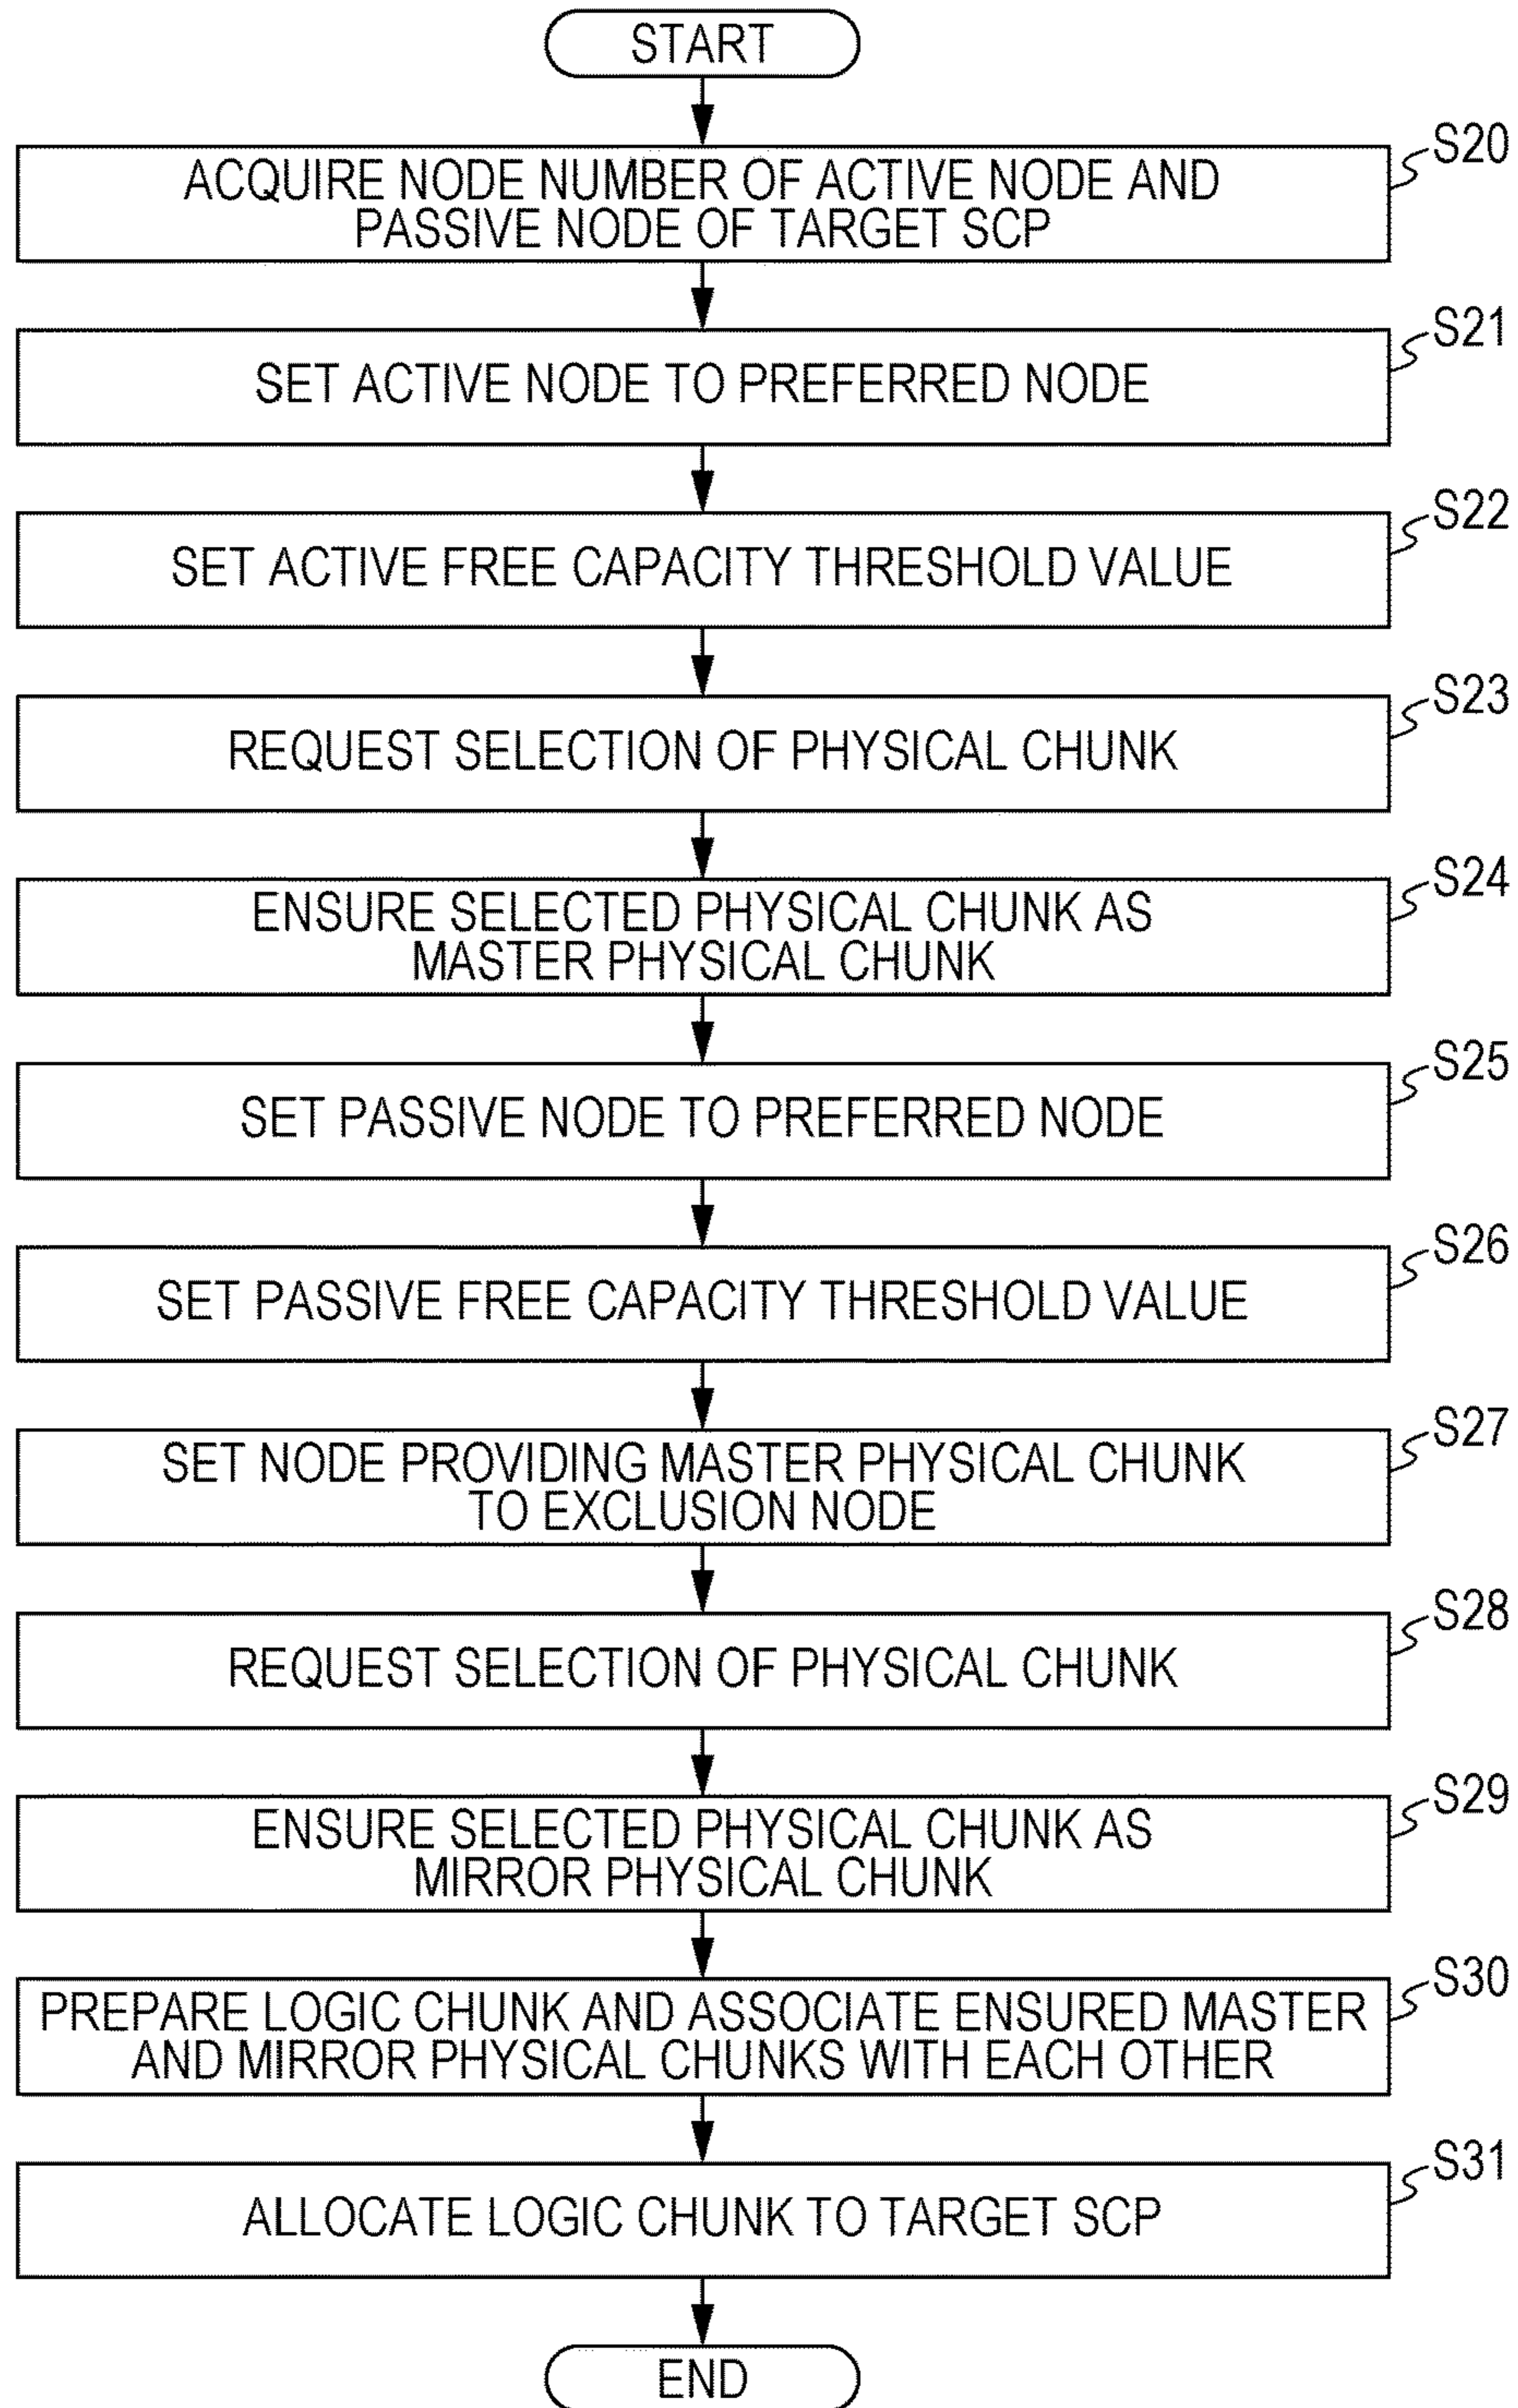 START
S20
ACQUIRE NODE NUMBER OF ACTIVE NODE AND
PASSIVE NODE OF TARGET SCP
S21
SET ACTIVE NODE TO PREFERRED NODE
S22
SET ACTIVE FREE CAPACITY THRESHOLD VALUE
S23
REQUEST SELECTION OF PHYSICAL CHUNK
S24
ENSURE SELECTED PHYSICAL CHUNK AS
MASTER PHYSICAL CHUNK
S25
SET PASSIVE NODE TO PREFERRED NODE
S26
SET PASSIVE FREE CAPACITY THRESHOLD VALUE
S27
SET NODE PROVIDING MASTER PHYSICAL CHUNK
TO EXCLUSION NODE
S28
REQUEST SELECTION OF PHYSICAL CHUNK
S29
ENSURE SELECTED PHYSICAL CHUNK AS
MIRROR PHYSICAL CHUNK
S30
PREPARE LOGIC CHUNK AND ASSOCIATE ENSURED MASTER
AND MIRROR PHYSICAL CHUNKS WITH EACH OTHER
S31
ALLOCATE LOGIC CHUNK TO TARGET SCP
END